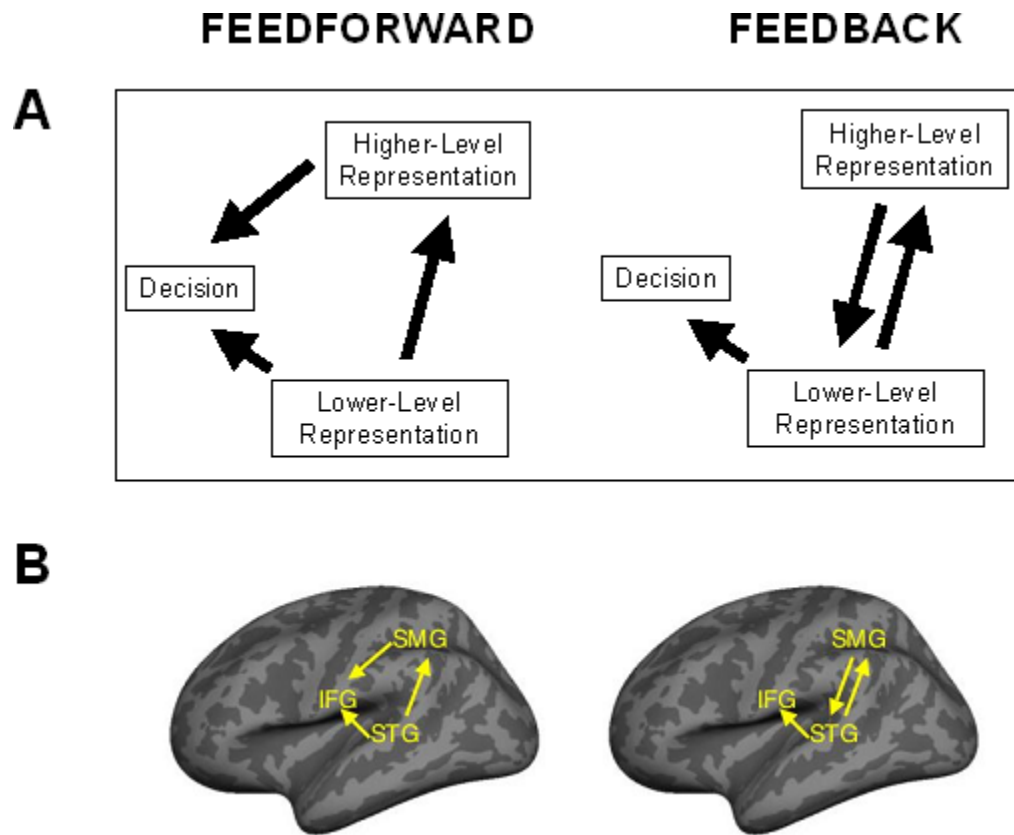 FEEDFORWARD
FEEDBACK
A
Higher-Level
Representation
Decision
Lower-Level
Representation
Higher-Level
Representation
Decision
Lower-Level
Representation
B
SMG
IFG
STG
SMG
IFG
STG